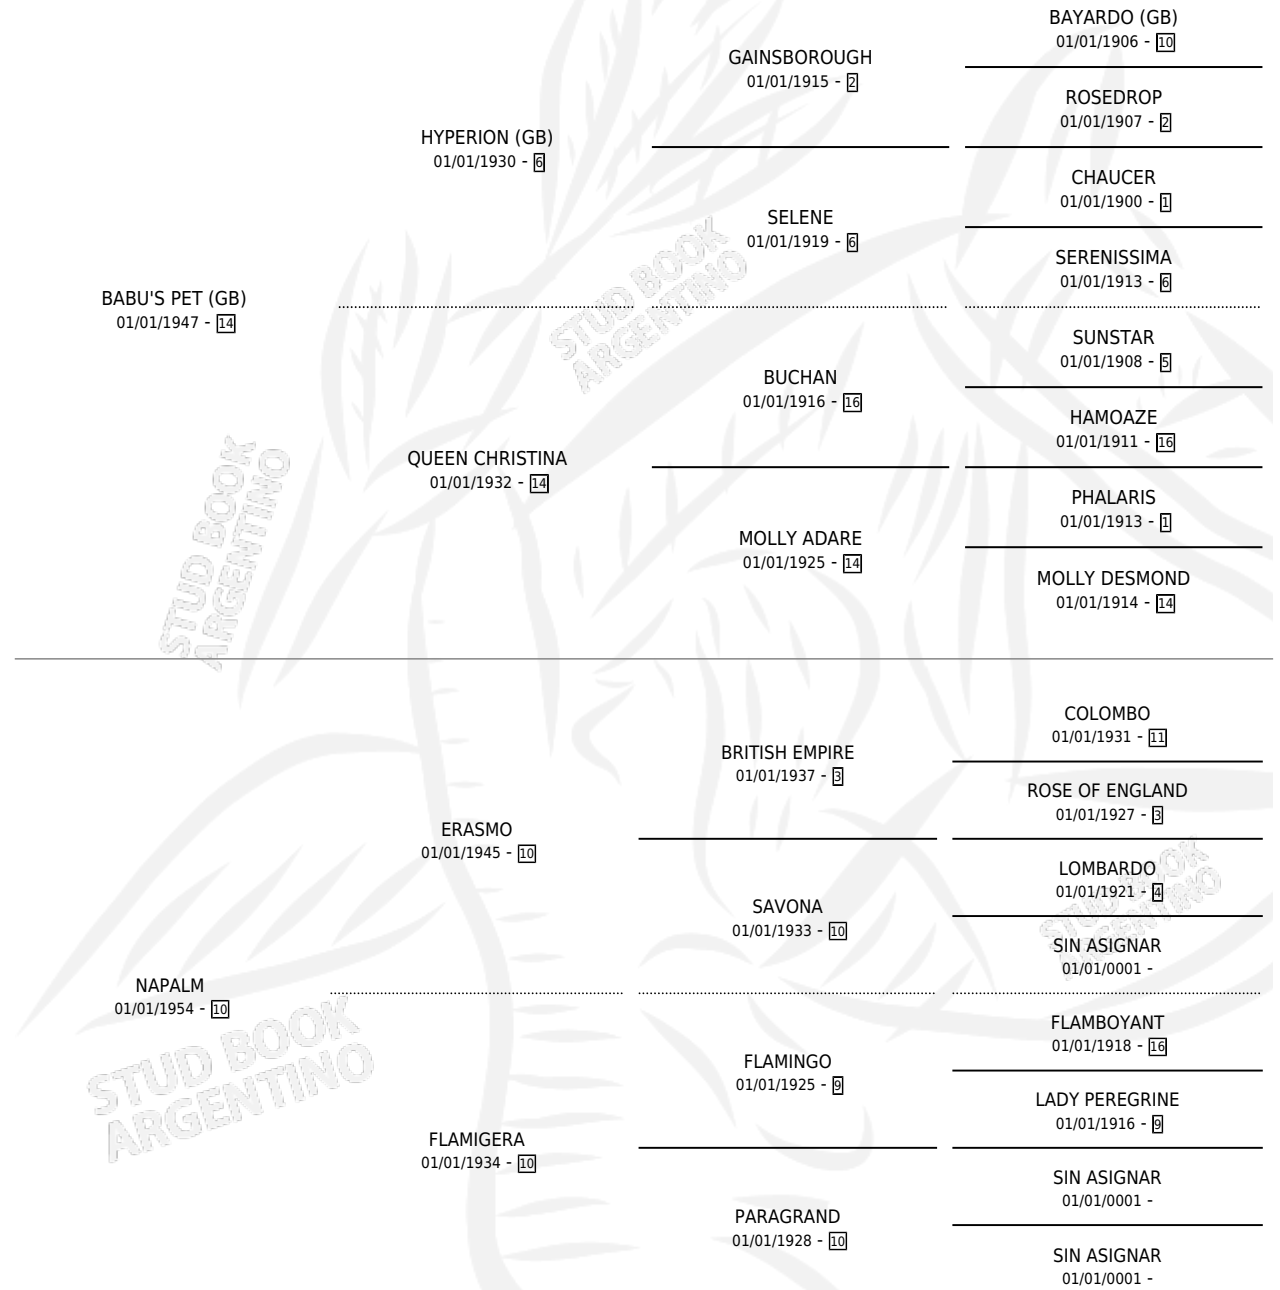 BAYARDO (GB)
01/01/1906 - 10
GAINSBOROUGH
01/01/1915 - 2
ROSEDROP
01/01/1907 - 2
HYPERION (GB)
01/01/1930 - 6
CHAUCER
01/01/1900 - 1
SELENE
01/01/1919 - 6
SERENISSIMA
01/01/1913 - 6
BABU'S PET (GB)
01/01/1947 - 14
SUNSTAR
01/01/1908 - 5
BUCHAN
01/01/1916 - 16
HAMOAZE
01/01/1911 - 16
QUEEN CHRISTINA
01/01/1932 - 14
PHALARIS
01/01/1913 - 1
MOLLY ADARE
01/01/1925 - 14
MOLLY DESMOND
01/01/1914 - 14
COLOMBO
01/01/1931 - 11
BRITISH EMPIRE
01/01/1937 - 3
ROSE OF ENGLAND
01/01/1927 - 3
ERASMO
01/01/1945 - 10
LOMBARDO
01/01/1921 - 4
SAVONA
01/01/1933 - 10
SIN ASIGNAR
01/01/0001 -
NAPALM
01/01/1954 - 10
FLAMBOYANT
01/01/1918 - 16
FLAMINGO
01/01/1925 - 9
LADY PEREGRINE
01/01/1916 - 9
FLAMIGERA
01/01/1934 - 10
SIN ASIGNAR
01/01/0001 -
PARAGRAND
01/01/1928 - 10
SIN ASIGNAR
01/01/0001 -
STUD BOOK
ARGENTINO
STUD BOOK
ARGENTINO
STUD BOOK
ARGENTINO
STUD BOOK
ARGENTINO